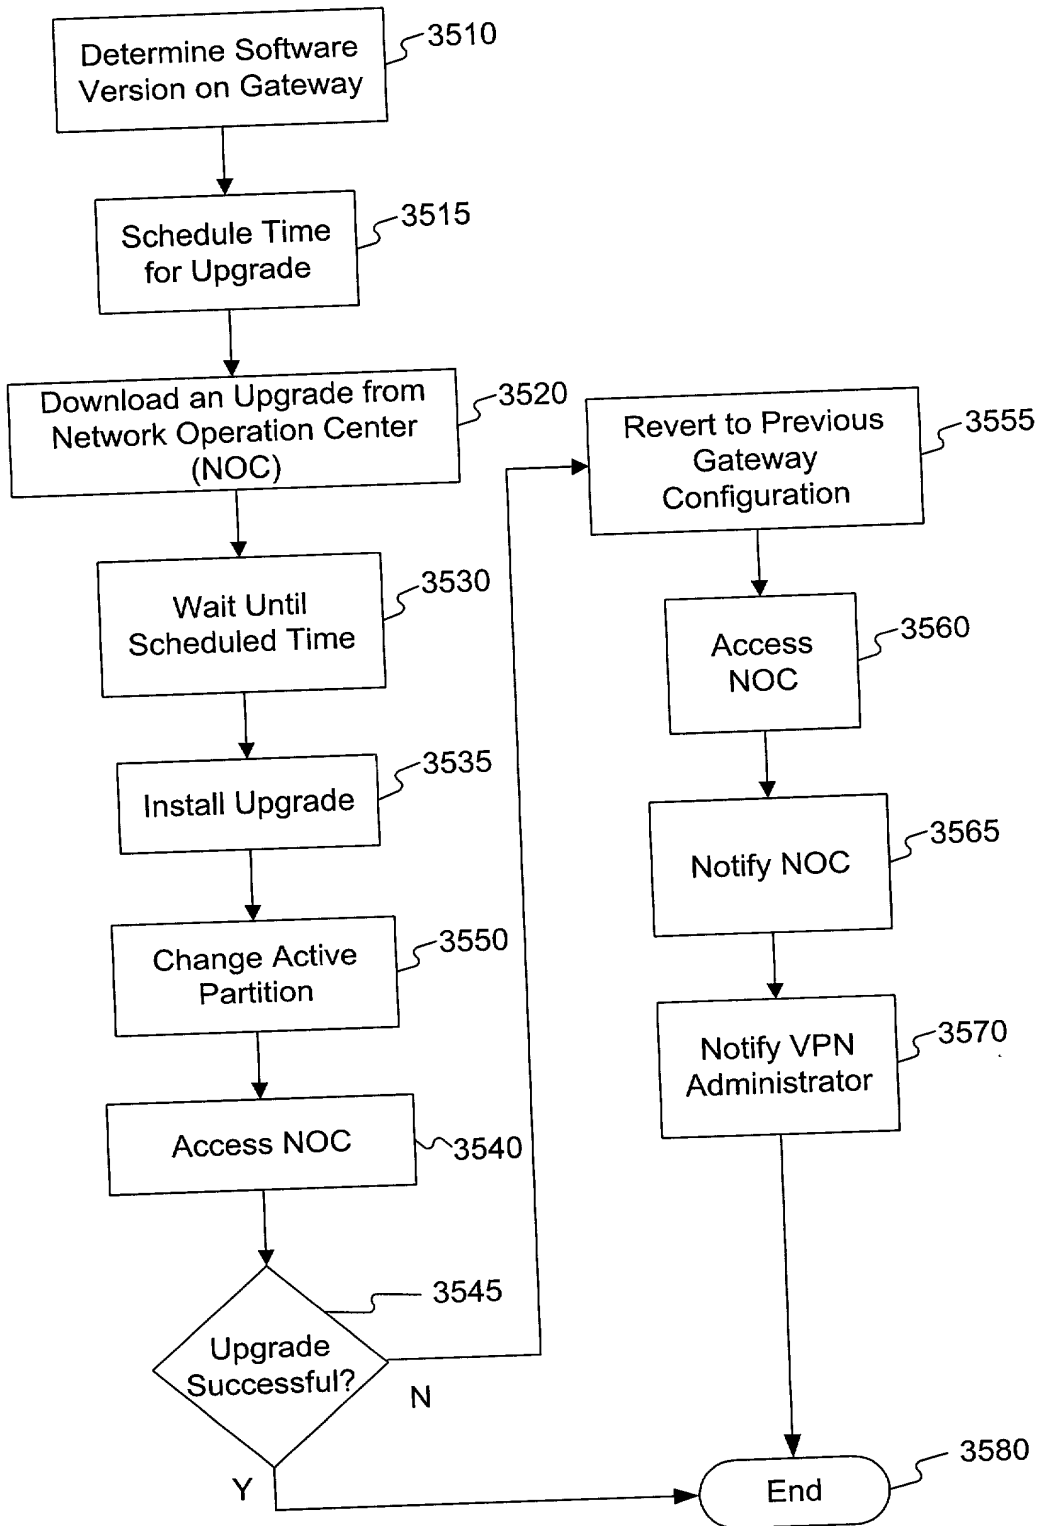 Determine Software
Version on Gateway
3510
Schedule Time
for Upgrade
3515
Download an Upgrade from
Network Operation Center
(NOC)
3520
Wait Until
Scheduled Time
3530
Install Upgrade
3535
Change Active
Partition
3550
Access NOC
3540
Upgrade
Successful?
3545
N
Y
Revert to Previous
Gateway
Configuration
3555
Access
NOC
3560
Notify NOC
3565
Notify VPN
Administrator
3570
End
3580